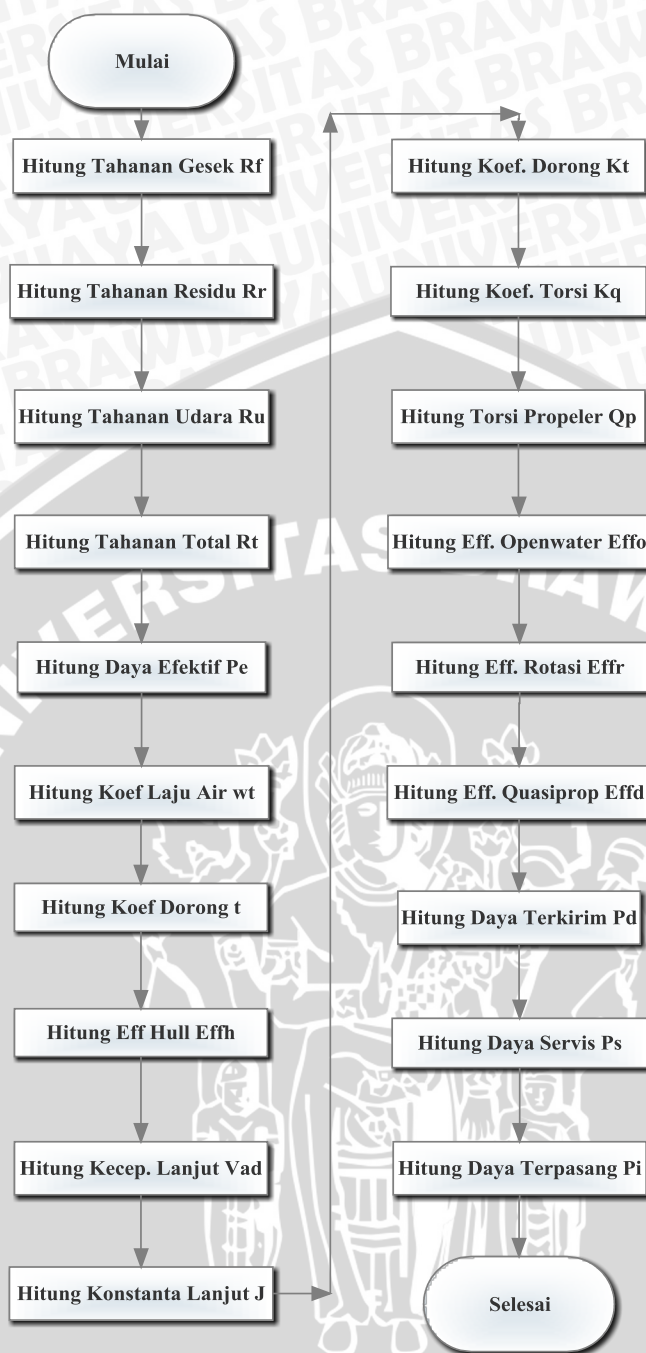 Mulai
Hitung Tahanan Gesek Rf
Hitung Tahanan Residu Rr
Hitung Tahanan Udara Ru
Hitung Tahanan Total Rt
Hitung Daya Efektif Pe
Hitung Koef Laju Air wt
Hitung Koef Dorong t
Hitung Eff Hull Effh
Hitung Kecep. Lanjut Vad
Hitung Konstanta Lanjut J
Hitung Koef. Dorong Kt
Hitung Koef. Torsi Kq
Hitung Torsi Propeler Qp
Hitung Eff. Openwater Effo
Hitung Eff. Rotasi Effr
Hitung Eff. Quasiprop Effd
Hitung Daya Terkirim Pd
Hitung Daya Servis Ps
Hitung Daya Terpasang Pi
Selesai